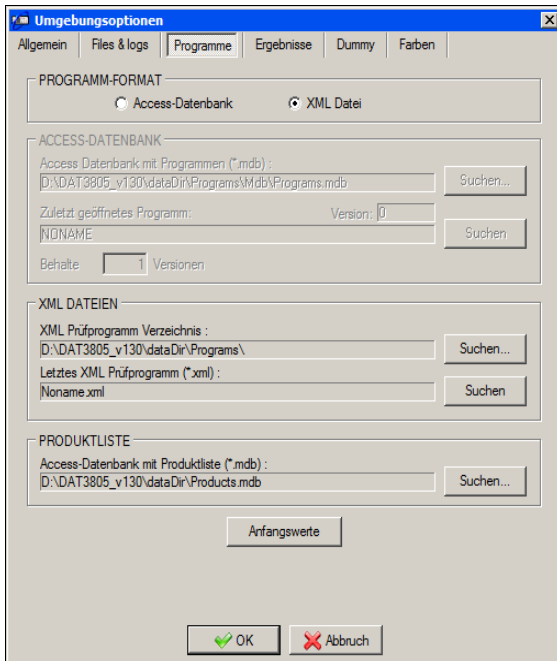 Umgebungsoptionen
Allgemein Files & logs Programme Ergebnisse Dummy Farben
PROGRAMM-FORMAT
Access-Datenbank XML Datei
ACCESS-DATENBANK
Access Datenbank mit Programmen (*.mdb) :
D:\DAT3805_v130\dataDir\Programs\Mdb\Programs.mdb Suchen...
Zuletzt geöffnetes Programm: Version: 0
NONAME Suchen
Behalte 1 Versionen
XML DATEIEN
XML Prüfprogramm Verzeichnis :
D:\DAT3805_v130\dataDir\Programs\ Suchen...
Letztes XML Prüfprogramm (*.xml) :
Noname.xml Suchen
PRODUKTLISTE
Access-Datenbank mit Produktliste (*.mdb) :
D:\DAT3805_v130\dataDir\Products.mdb Suchen...
Anfangswerte
OK Abbruch